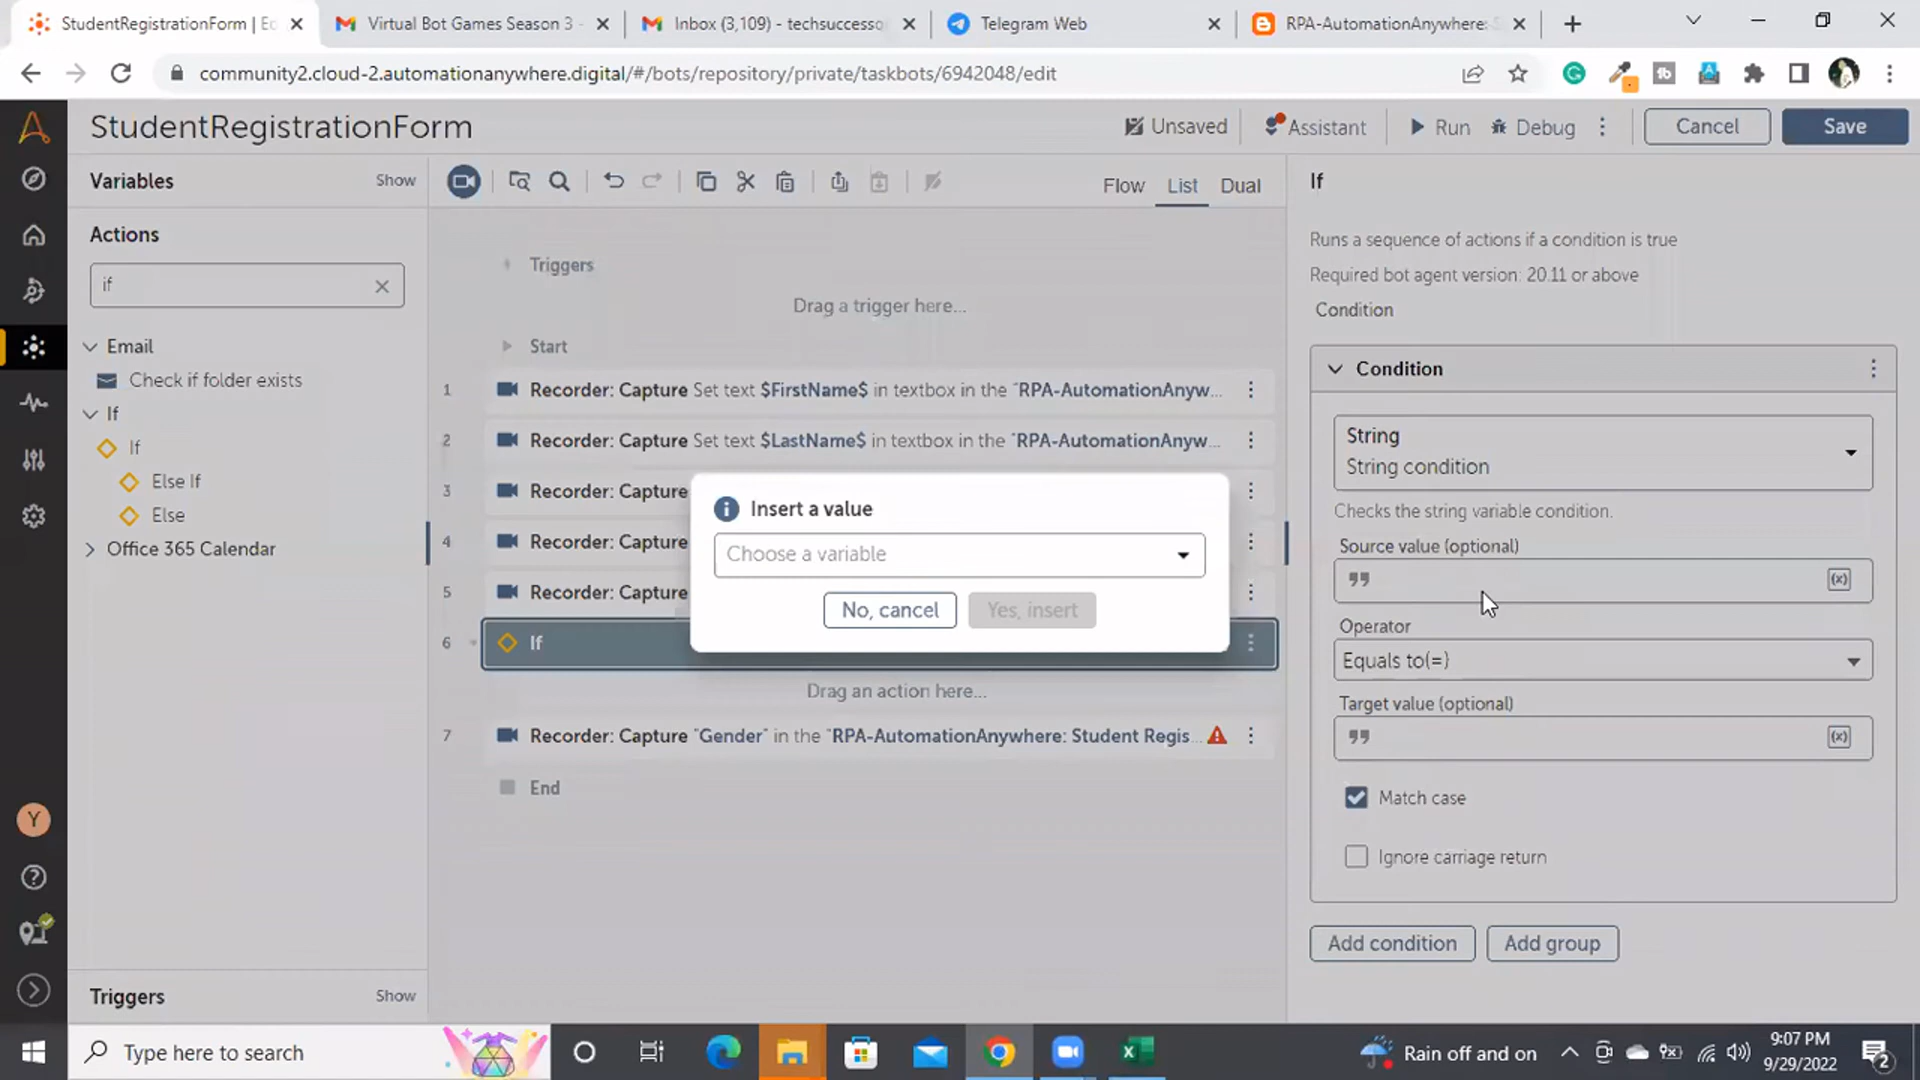 StudentRegistrationForm | Ec
Virtual Bot Games Season 3 -
Inbox (3,109) - techsuccesso
Telegram Web
RPA-AutomationAnywhere: S
community2.cloud-2.automationanywhere.digital/#/bots/repository/private/taskbots/6942048/edit
StudentRegistrationForm
Unsaved
Assistant
Run
Debug
Cancel
Save
Variables
Show
Flow
List
Dual
If
Actions
if
Runs a sequence of actions if a condition is true
Required bot agent version: 20.11 or above
Condition
Triggers
Drag a trigger here...
Email
Check if folder exists
If
If
Else If
Else
Office 365 Calendar
Start
1 Recorder: Capture Set text $FirstName$ in textbox in the "RPA-AutomationAnyw...
2 Recorder: Capture Set text $LastName$ in textbox in the "RPA-AutomationAnyw...
3 Recorder: Capture
4 Recorder: Capture
5 Recorder: Capture
6 If
Drag an action here...
7 Recorder: Capture "Gender" in the "RPA-AutomationAnywhere: Student Regis...
End
Insert a value
Choose a variable
No, cancel
Yes, insert
Condition
String
String condition
Checks the string variable condition.
Source value (optional)
(x)
Operator
Equals to(=)
Target value (optional)
(x)
Match case
Ignore carriage return
Add condition
Add group
Y
Triggers
Show
Type here to search
Rain off and on
9:07 PM
9/29/2022
2